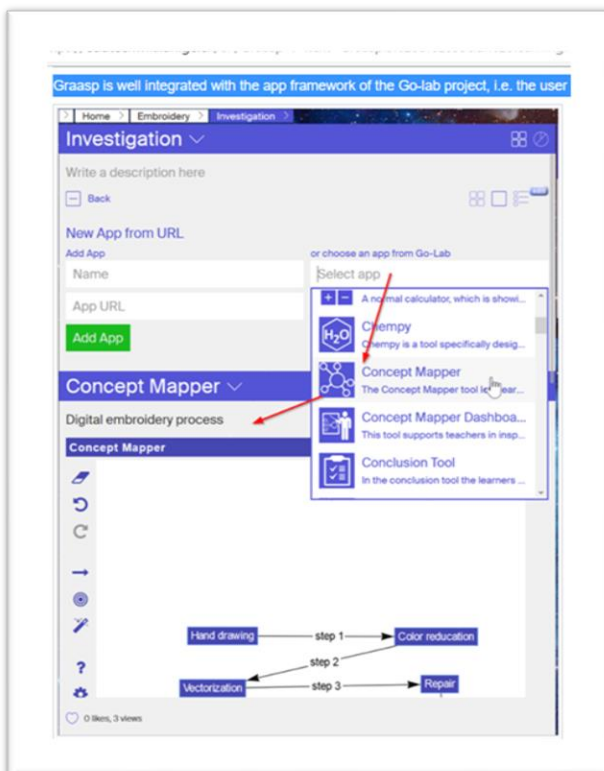 Graasp is well integrated with the app framework of the Go-lab project, i.e. the user
Home Embroidery Investigation
Investigation
Write a description here
Back
New App from URL
Add App
or choose an app from Go-Lab
Name
Select app
App URL
Add App
A normal calculator, which is showi...
H₂O
Chempy
Chempy is a tool specifically desig...
Concept Mapper
The Concept Mapper tool
Concept Mapper Dashboa...
This tool supports teachers in insp...
Conclusion Tool
In the conclusion tool the learners ...
Concept Mapper
Digital embroidery process
Concept Mapper
Hand drawing step 1 Color reducation
step 2
Vectorization step 3 Repair
?
0 likes, 3 views